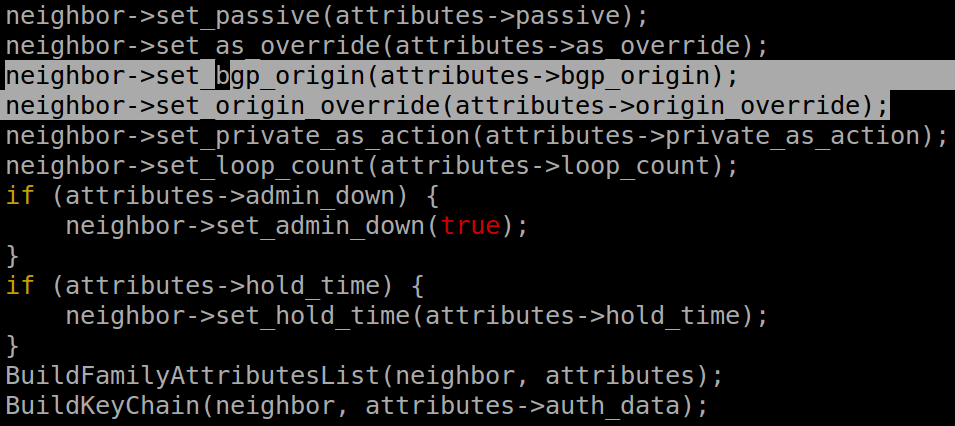 neighbor->set_passive(attributes->passive);
neighbor->set_as_override(attributes->as_override);
neighbor->set_bgp_origin(attributes->bgp_origin);
neighbor->set_origin_override(attributes->origin_override);
neighbor->set_private_as_action(attributes->private_as_action);
neighbor->set_loop_count(attributes->loop_count);
if (attributes->admin_down) {
    neighbor->set_admin_down(true);
}
if (attributes->hold_time) {
    neighbor->set_hold_time(attributes->hold_time);
}
BuildFamilyAttributesList(neighbor, attributes);
BuildKeyChain(neighbor, attributes->auth_data);